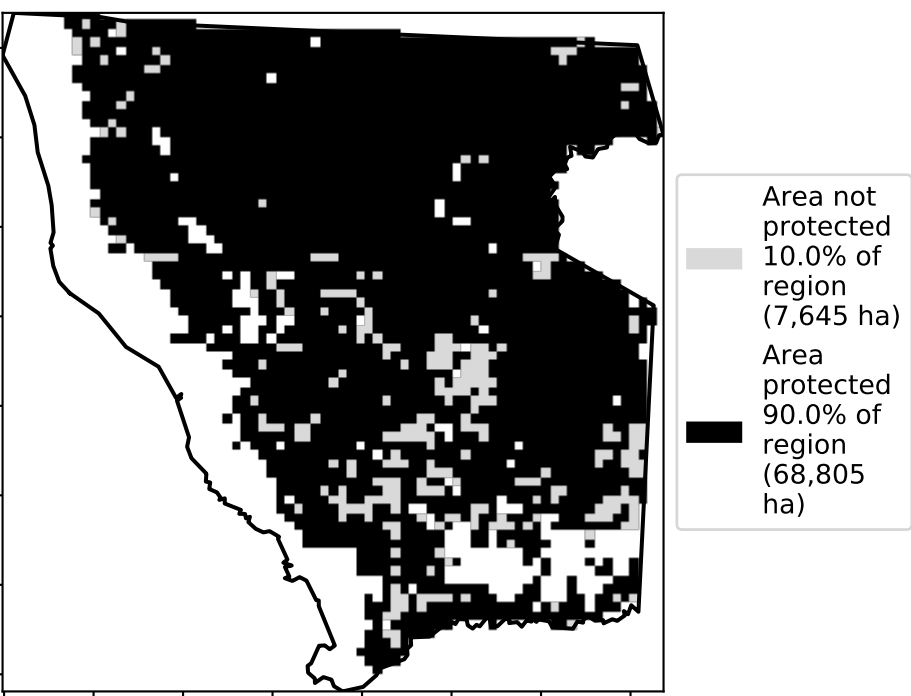 Area not
protected
10.0% of
region
(7,645 ha)
Area
protected
90.0% of
region
(68,805
ha)